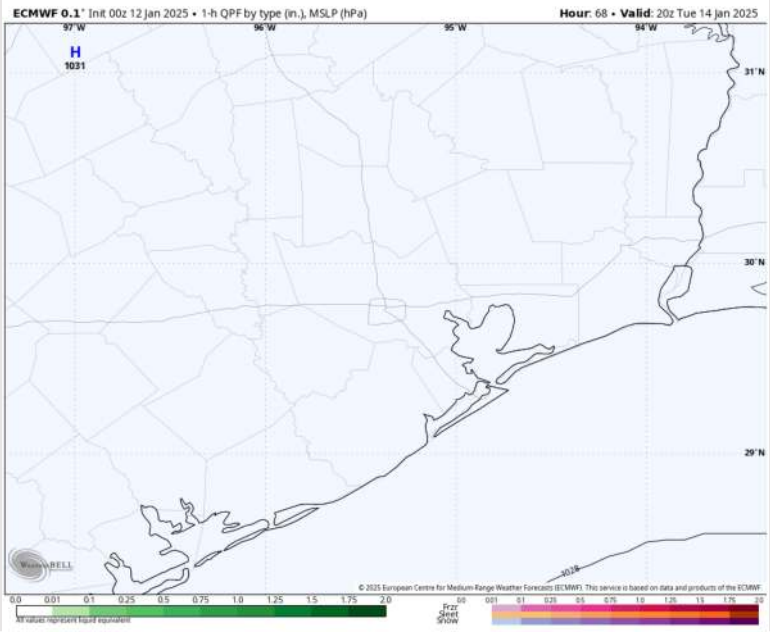 ECMWF 0.1° Init 00z 12 Jan 2025 • 1-h QPF by type (in.), MSLP (hPa) Hour: 68 • Valid: 20z Tue 14 Jan 2025
97°W 96°W 95°W 94°W
H
1031
31°N
30°N
29°N
1028
WeatherBELL
© 2025 European Centre for Medium-Range Weather Forecasts (ECMWF). This service is based on data and products of the ECMWF.
0.0 0.01 0.1 0.25 0.5 0.75 1.0 1.25 1.5 1.75 2.0 0.0 0.01 0.1 0.25 0.5 0.75 1.0 1.25 1.5 1.75 2.0
Frzr
Sleet
Snow
All values represent liquid equivalent